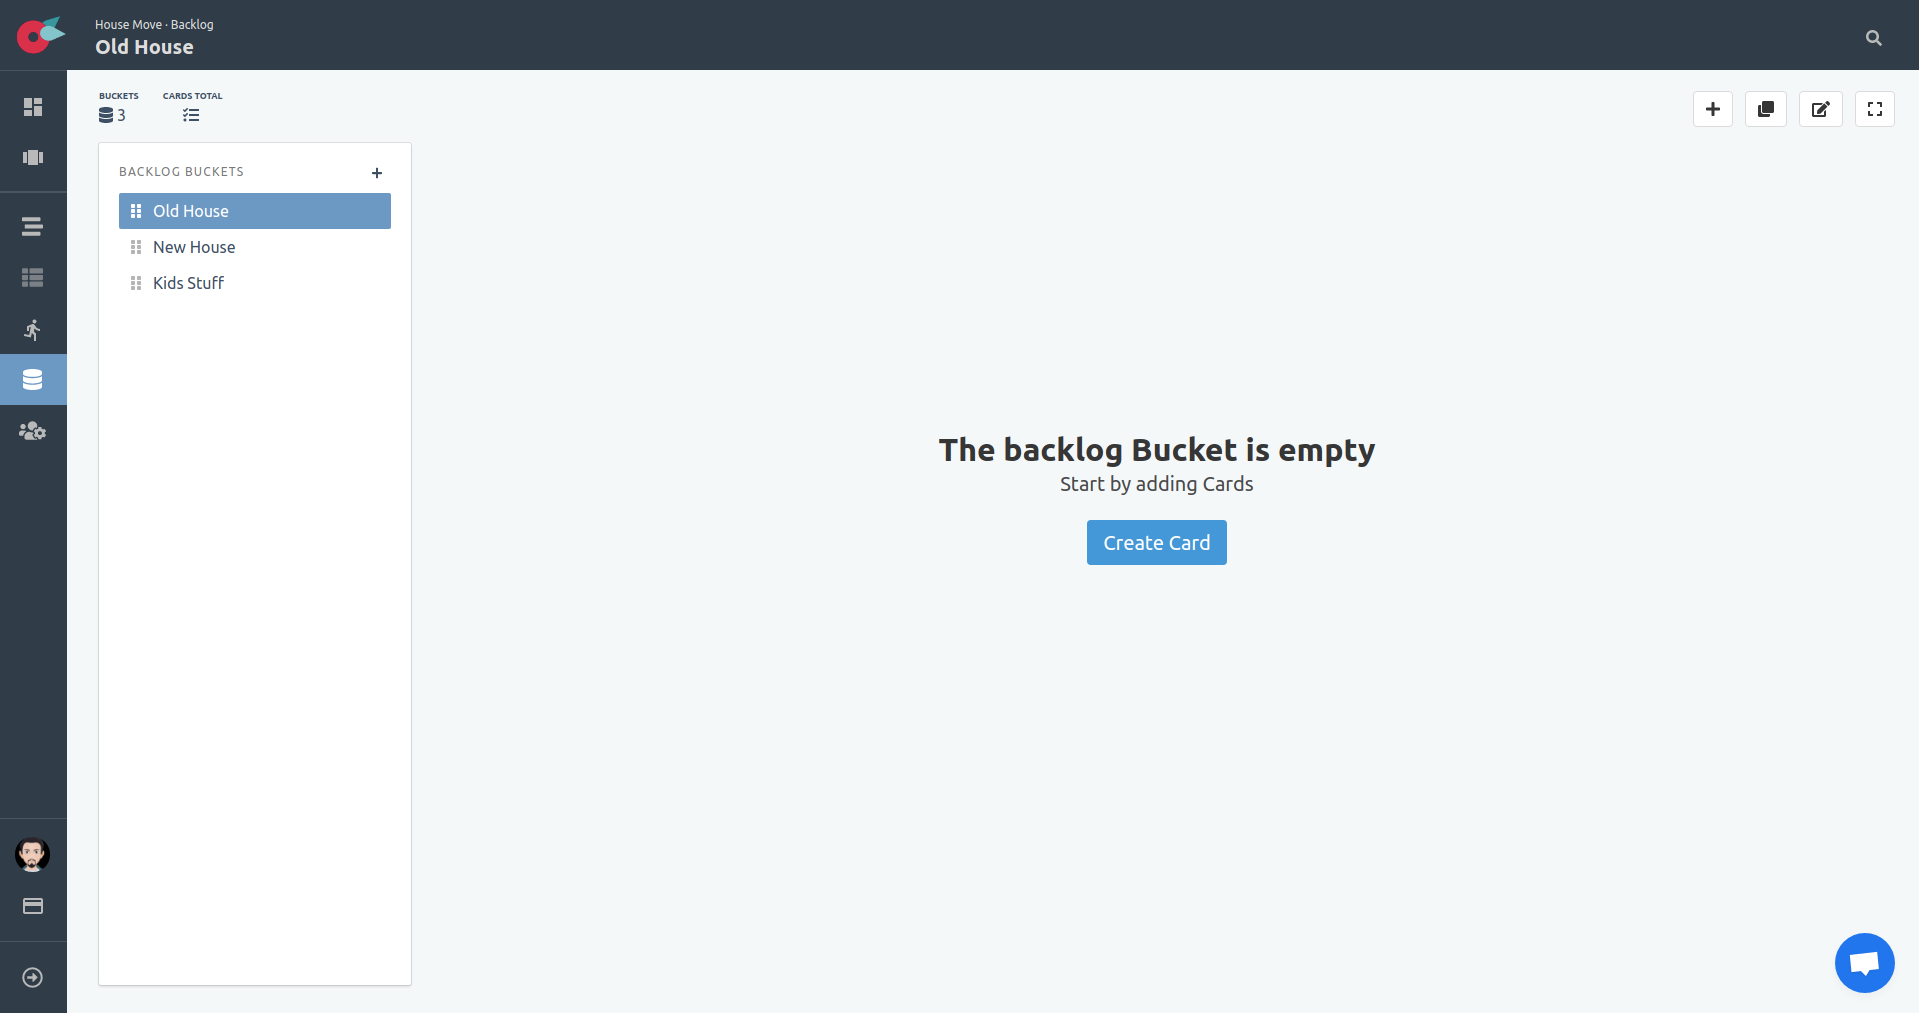 House Move · Backlog
Old House
BUCKETS
3
CARDS TOTAL
BACKLOG BUCKETS
Old House
New House
Kids Stuff
The backlog Bucket is empty
Start by adding Cards
Create Card